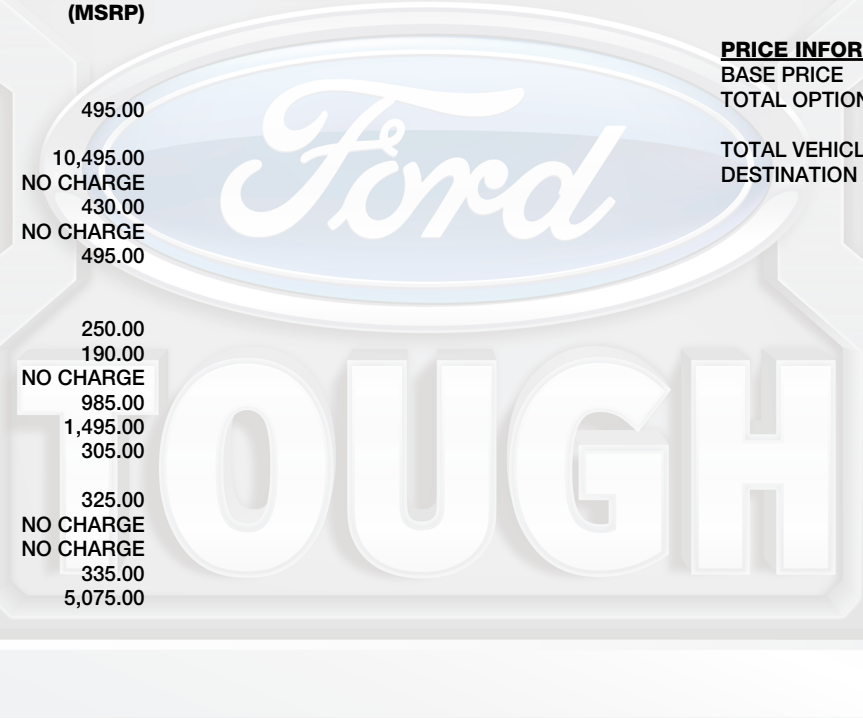 (MSRP)
495.00
10,495.00
NO CHARGE
430.00
NO CHARGE
495.00
250.00
190.00
NO CHARGE
985.00
1,495.00
305.00
325.00
NO CHARGE
NO CHARGE
335.00
5,075.00
PRICE INFOR
BASE PRICE
TOTAL OPTION
TOTAL VEHICL
DESTINATION
Ford
TOUGH